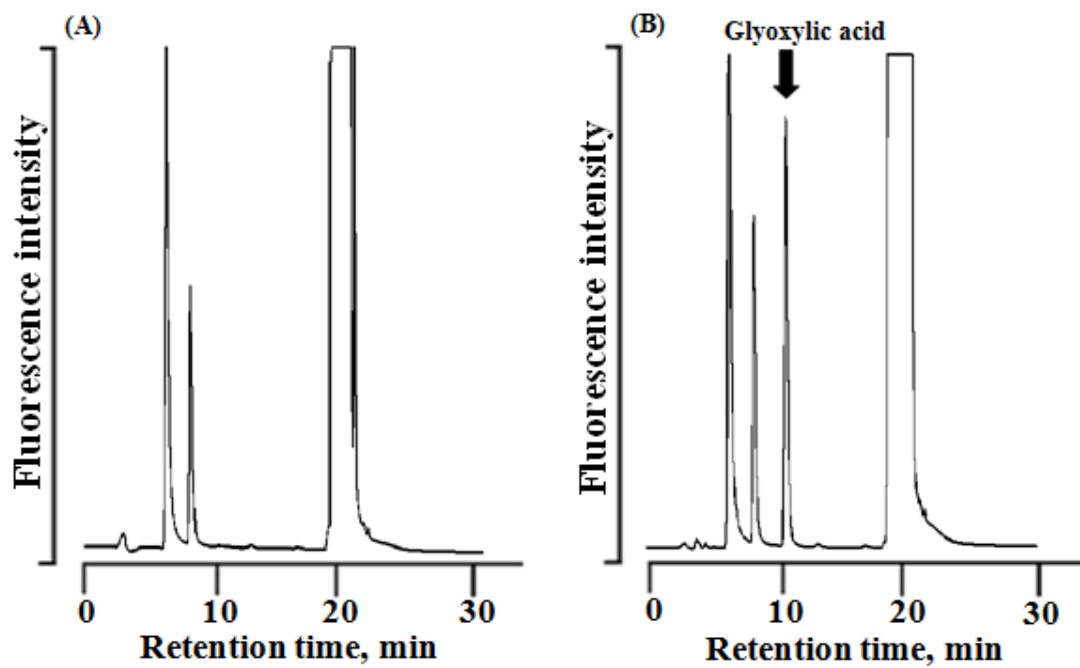 (A)
Fluorescence intensity
0 10 20 30
Retention time, min
(B)
Glyoxylic acid
Fluorescence intensity
0 10 20 30
Retention time, min